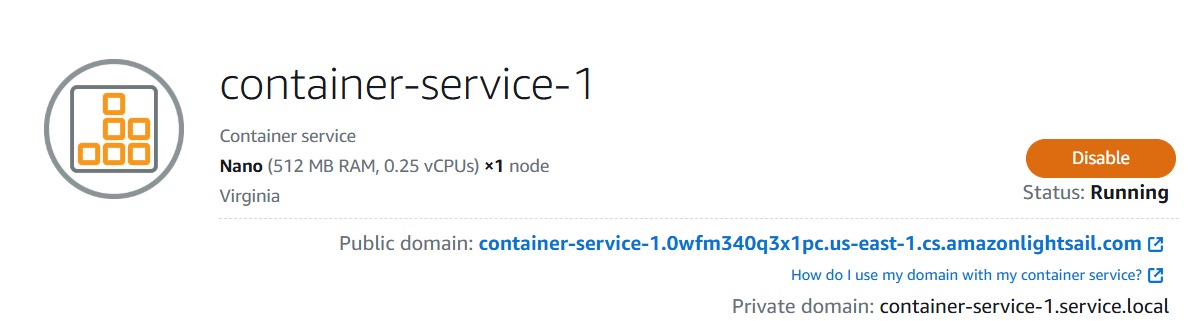 container-service-1
Container service
Nano (512 MB RAM, 0.25 vCPUs) ×1 node
Virginia
Disable
Status: Running
Public domain: container-service-1.0wfm340q3x1pc.us-east-1.cs.amazonlightsail.com
How do I use my domain with my container service?
Private domain: container-service-1.service.local